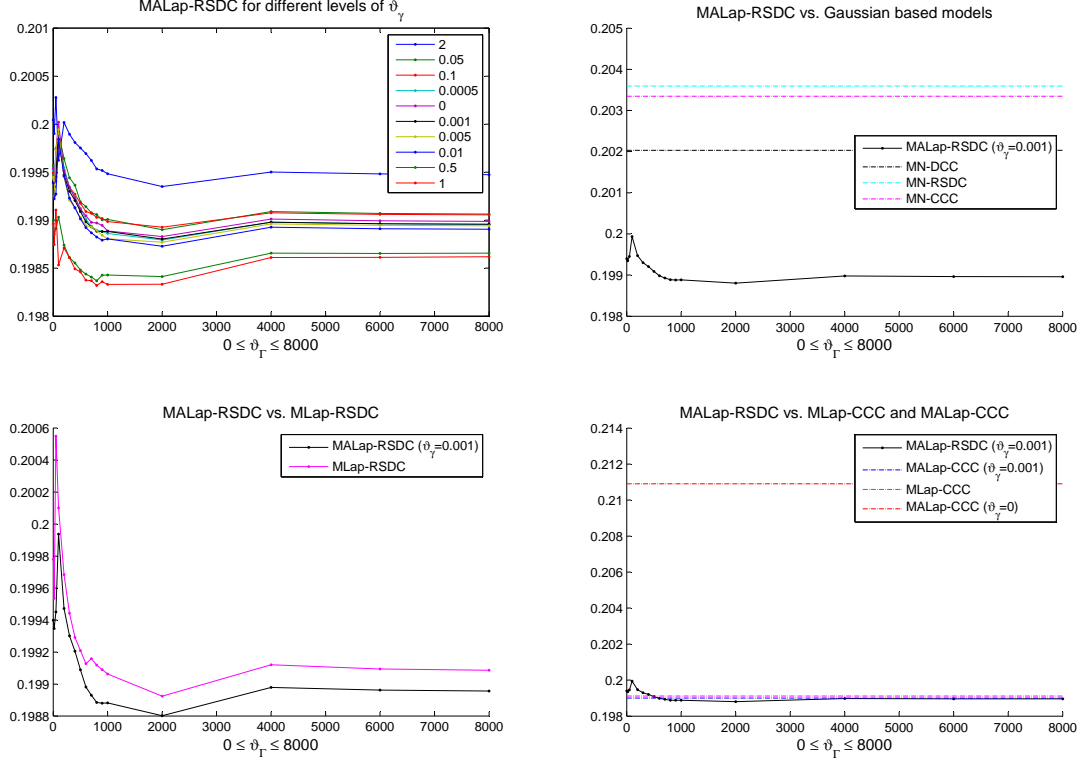 MALap-RSDC for different levels of ϑγ
0.201
0.2005
0.2
0.1995
0.199
0.1985
0.198
2
0.05
0.1
0.0005
0
0.001
0.005
0.01
0.5
1
0 1000 2000 3000 4000 5000 6000 7000 8000
0 ≤ ϑΓ ≤ 8000
MALap-RSDC vs. Gaussian based models
0.205
0.204
0.203
0.202
0.201
0.2
0.199
0.198
MALap-RSDC (ϑγ=0.001)
MN-DCC
MN-RSDC
MN-CCC
0 1000 2000 3000 4000 5000 6000 7000 8000
0 ≤ ϑΓ ≤ 8000
MALap-RSDC vs. MLap-RSDC
0.2006
0.2004
0.2002
0.2
0.1998
0.1996
0.1994
0.1992
0.199
0.1988
MALap-RSDC (ϑγ=0.001)
MLap-RSDC
0 1000 2000 3000 4000 5000 6000 7000 8000
0 ≤ ϑΓ ≤ 8000
MALap-RSDC vs. MLap-CCC and MALap-CCC
0.214
0.212
0.21
0.208
0.206
0.204
0.202
0.2
0.198
MALap-RSDC (ϑγ=0.001)
MALap-CCC (ϑγ=0.001)
MLap-CCC
MALap-CCC (ϑγ=0)
0 1000 2000 3000 4000 5000 6000 7000 8000
0 ≤ ϑΓ ≤ 8000